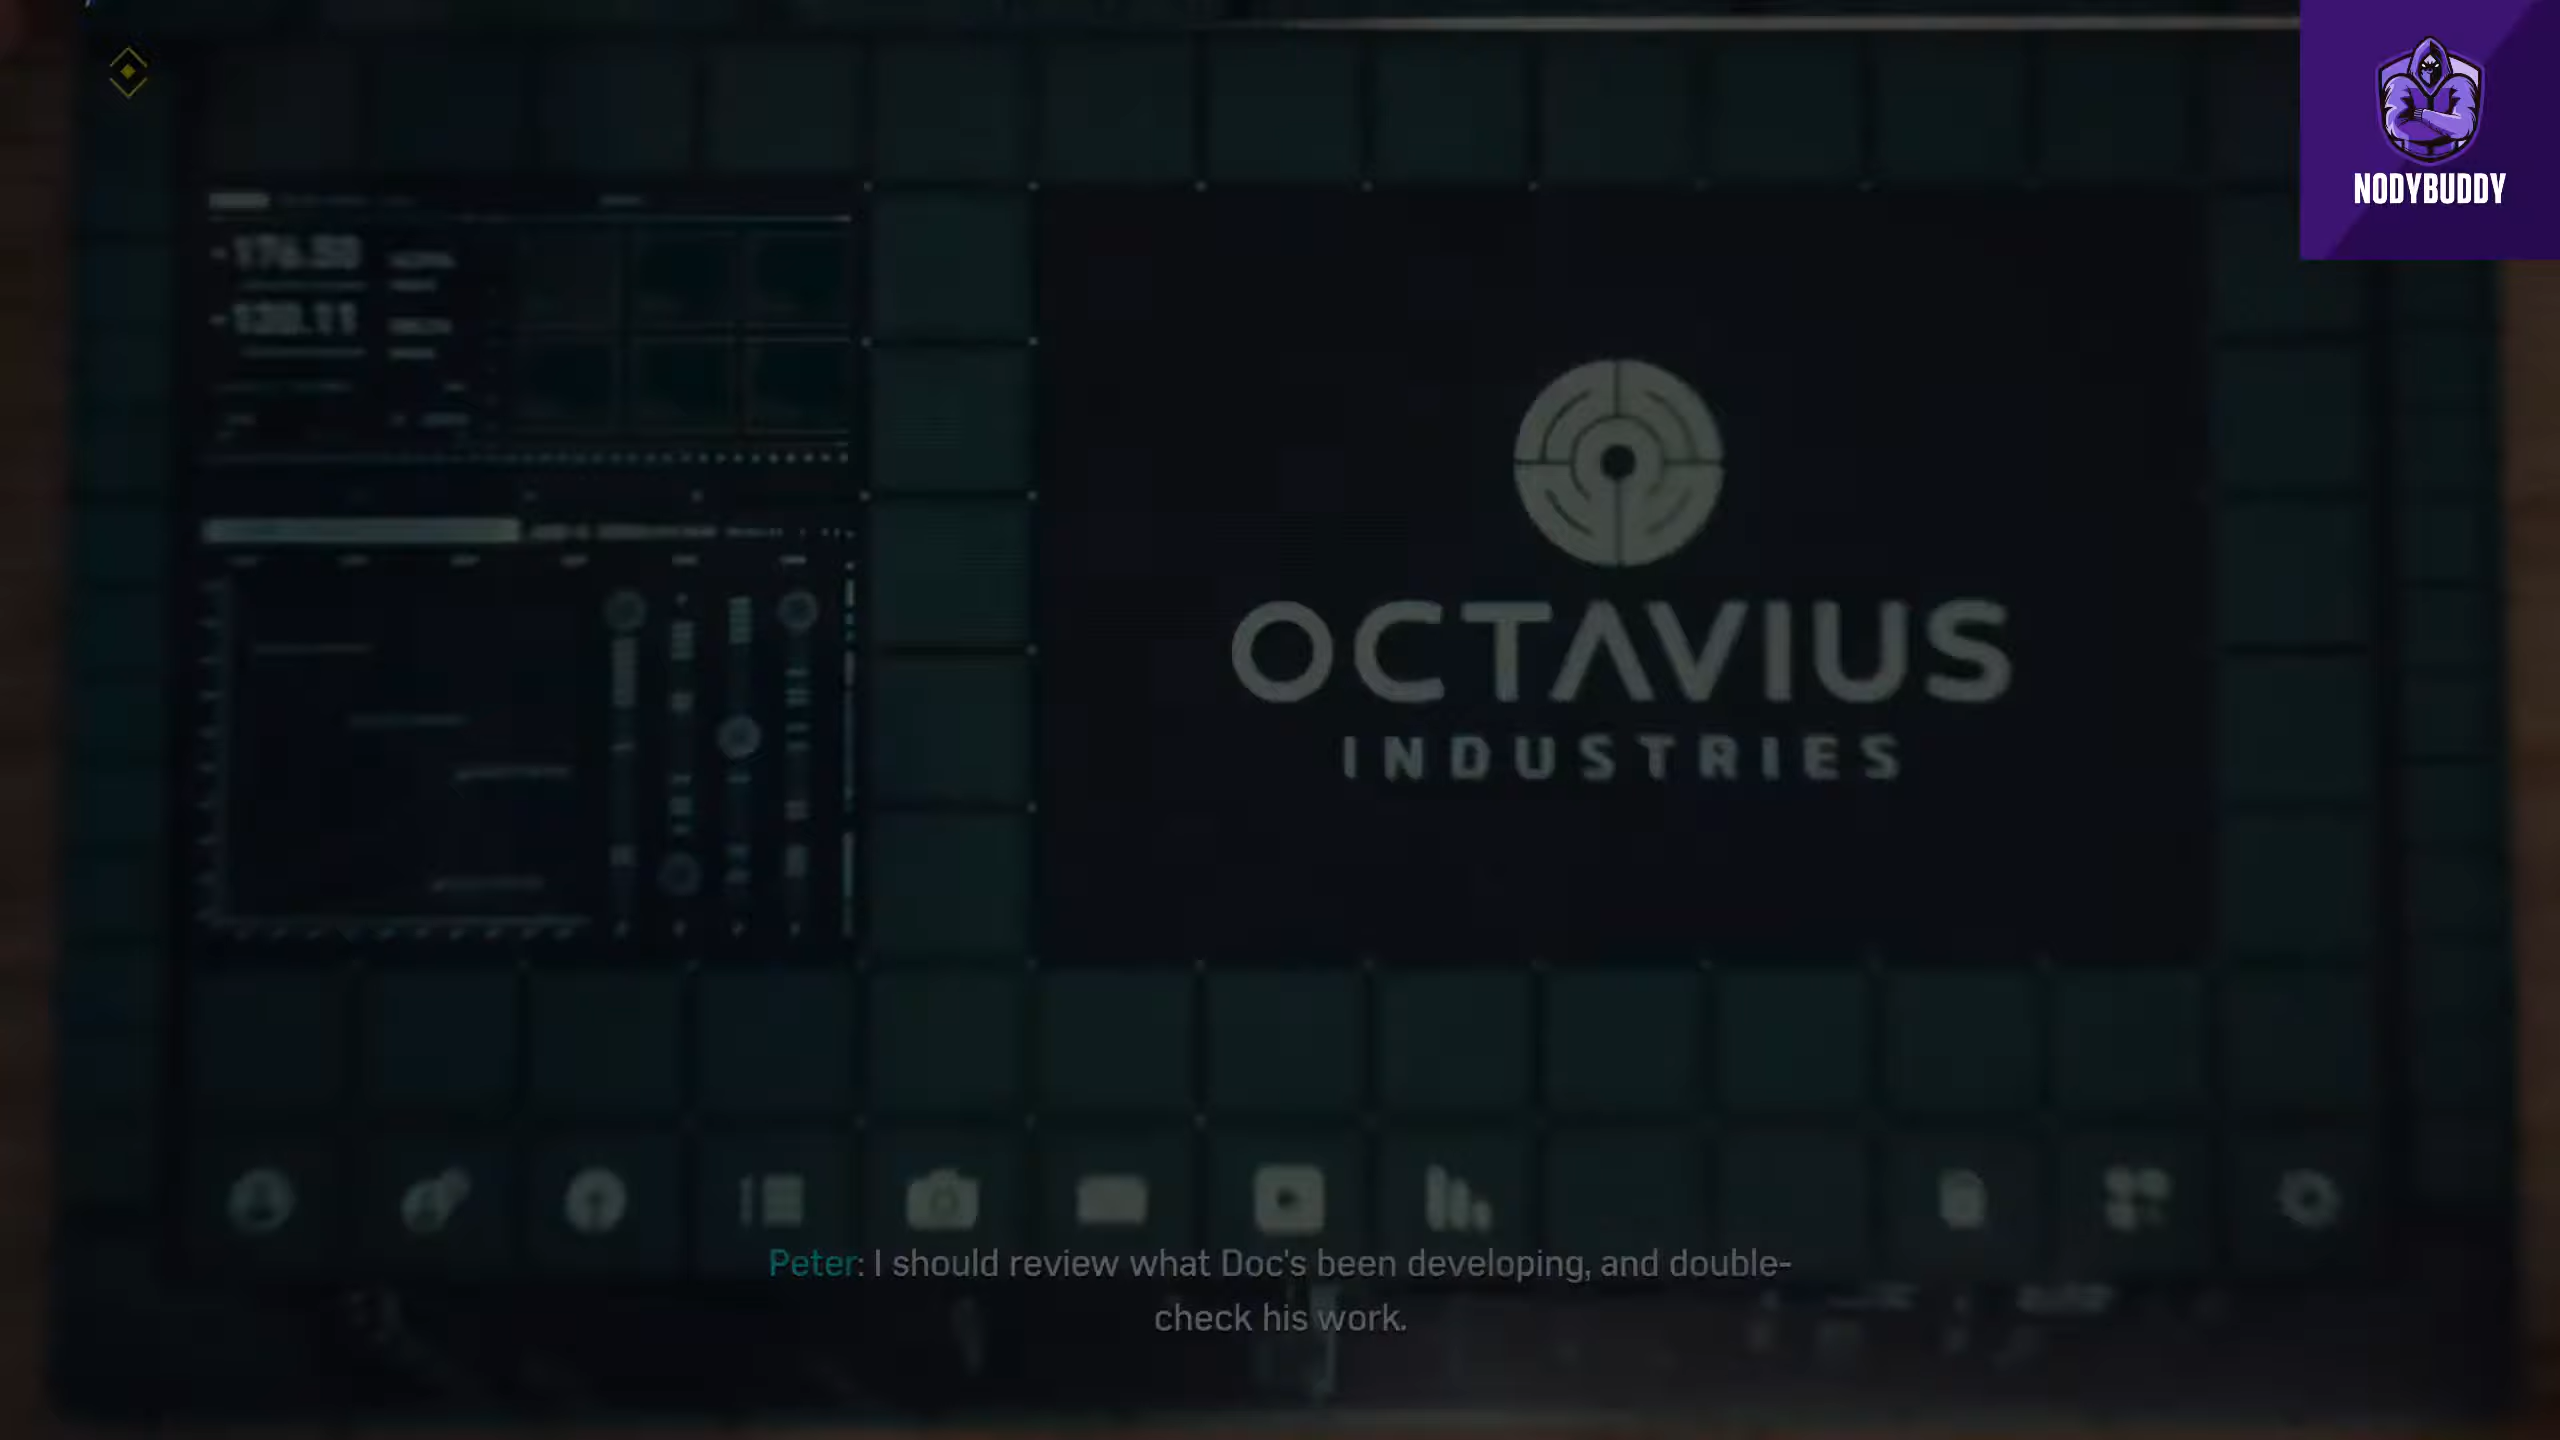 NODYBUDDY
OCTAVIUS
INDUSTRIES
Peter: I should review what Doc's been developing, and double-
check his work.